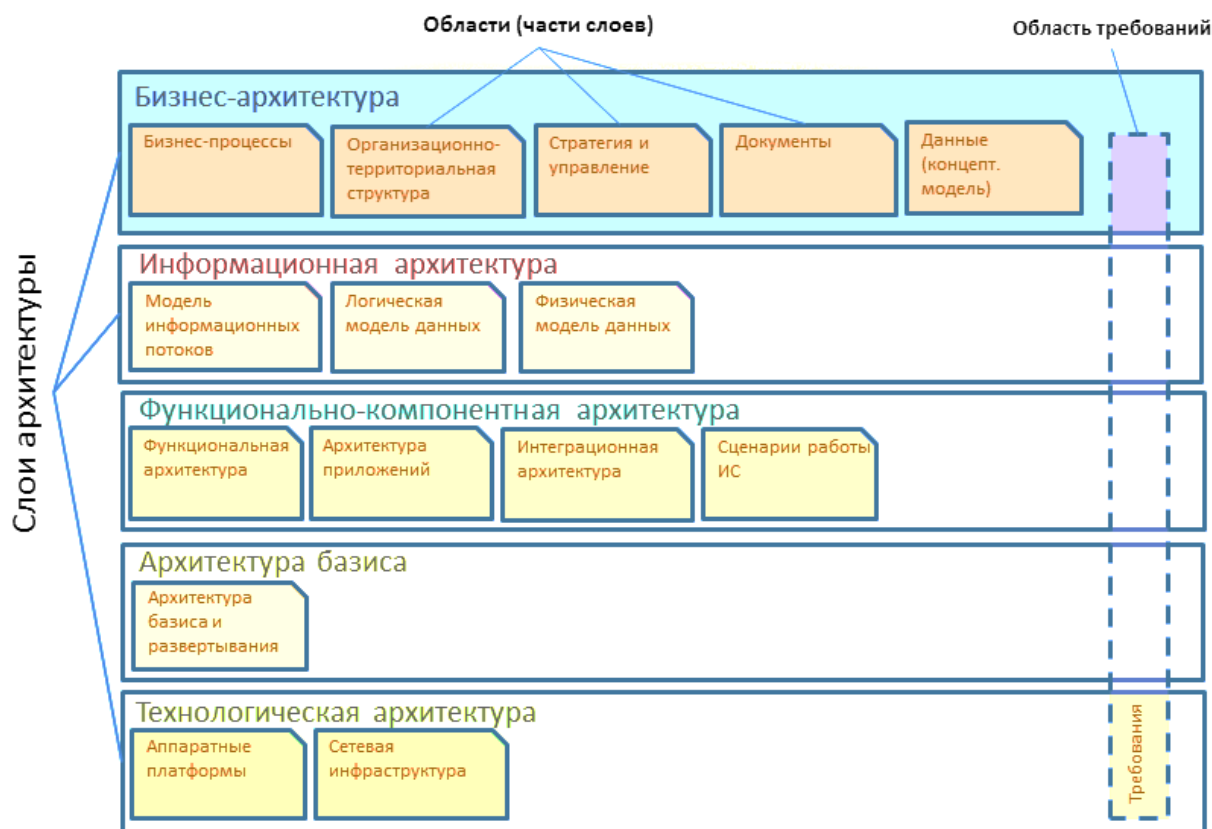 Области (части слоев)
Область требований
Слои архитектуры
Бизнес-архитектура
Бизнес-процессы
Организационно-
территориальная
структура
Стратегия и
управление
Документы
Данные
(концепт.
модель)
Информационная архитектура
Модель
информационных
потоков
Логическая
модель данных
Физическая
модель данных
Функционально-компонентная архитектура
Функциональная
архитектура
Архитектура
приложений
Интеграционная
архитектура
Сценарии работы
ИС
Архитектура базиса
Архитектура
базиса и
развертывания
Технологическая архитектура
Аппаратные
платформы
Сетевая
инфраструктура
Требования